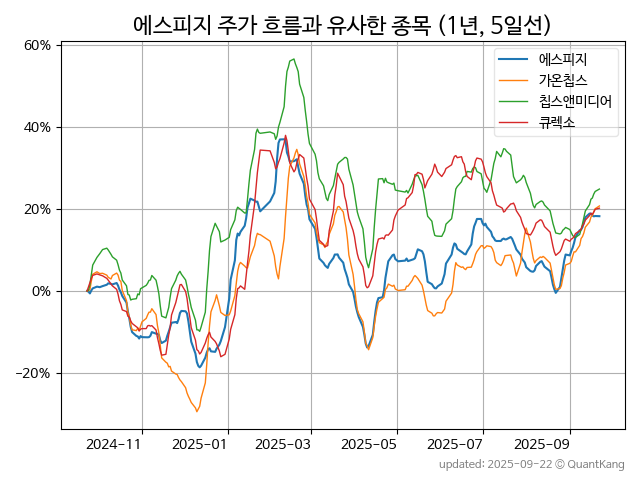 에스피지 주가 흐름과 유사한 종목 (1년, 5일선)
60%
40%
20%
0%
−20%
에스피지
가온칩스
칩스앤미디어
큐렉소
2024-11
2025-01
2025-03
2025-05
2025-07
2025-09
updated: 2025-09-22 © QuantKang